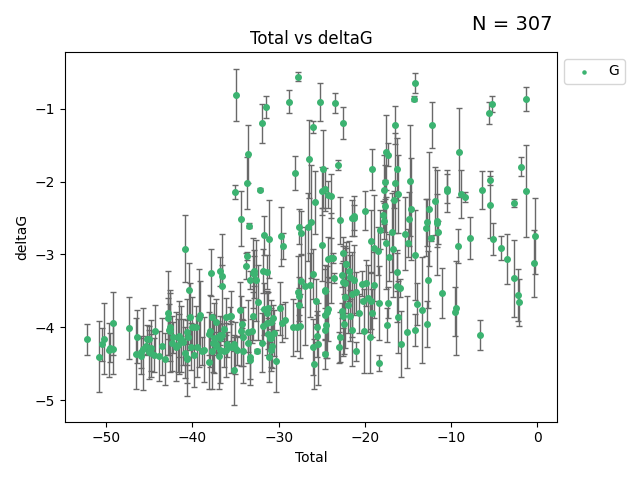 N = 307
Total vs deltaG
G
deltaG
−1
−2
−3
−4
−5
−50 −40 −30 −20 −10 0
Total